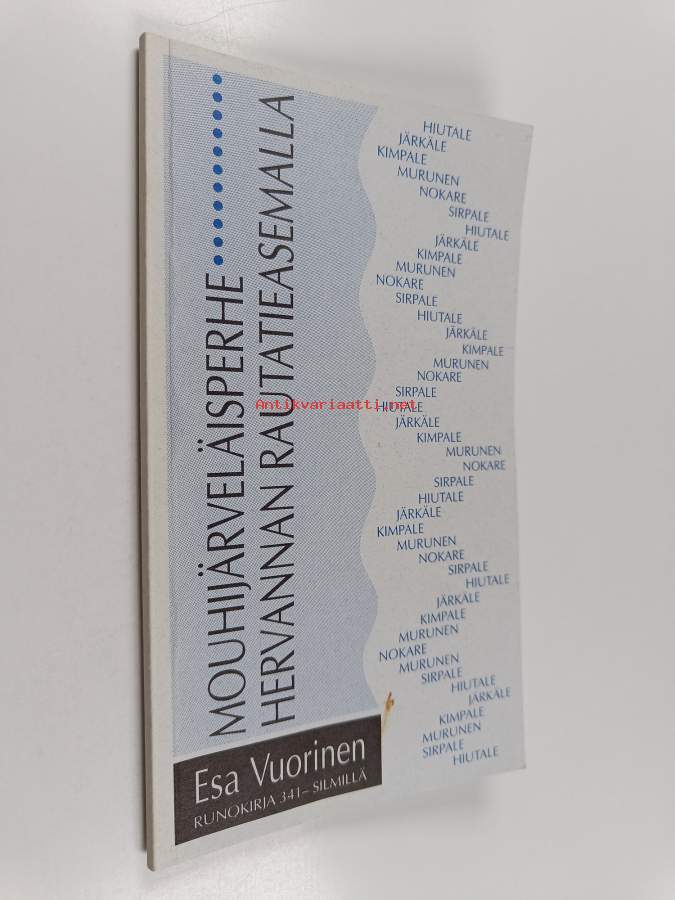 MOUHIJÄRVELÄISPERHE ..........
HERVANNAN RAUTATIEASEMALLA
Esa Vuorinen
RUNOKIRJA 341– SILMILLÄ
HIUTALE
JÄRKÄLE
KIMPALE
MURUNEN
NOKARE
SIRPALE
HIUTALE
JÄRKÄLE
KIMPALE
MURUNEN
NOKARE
SIRPALE
HIUTALE
JÄRKÄLE
KIMPALE
MURUNEN
NOKARE
SIRPALE
HIUTALE
JÄRKÄLE
KIMPALE
MURUNEN
NOKARE
SIRPALE
HIUTALE
JÄRKÄLE
KIMPALE
MURUNEN
NOKARE
SIRPALE
HIUTALE
JÄRKÄLE
KIMPALE
MURUNEN
NOKARE
MURUNEN
SIRPALE
HIUTALE
JÄRKÄLE
KIMPALE
MURUNEN
SIRPALE
HIUTALE
Antikvariaatti.net